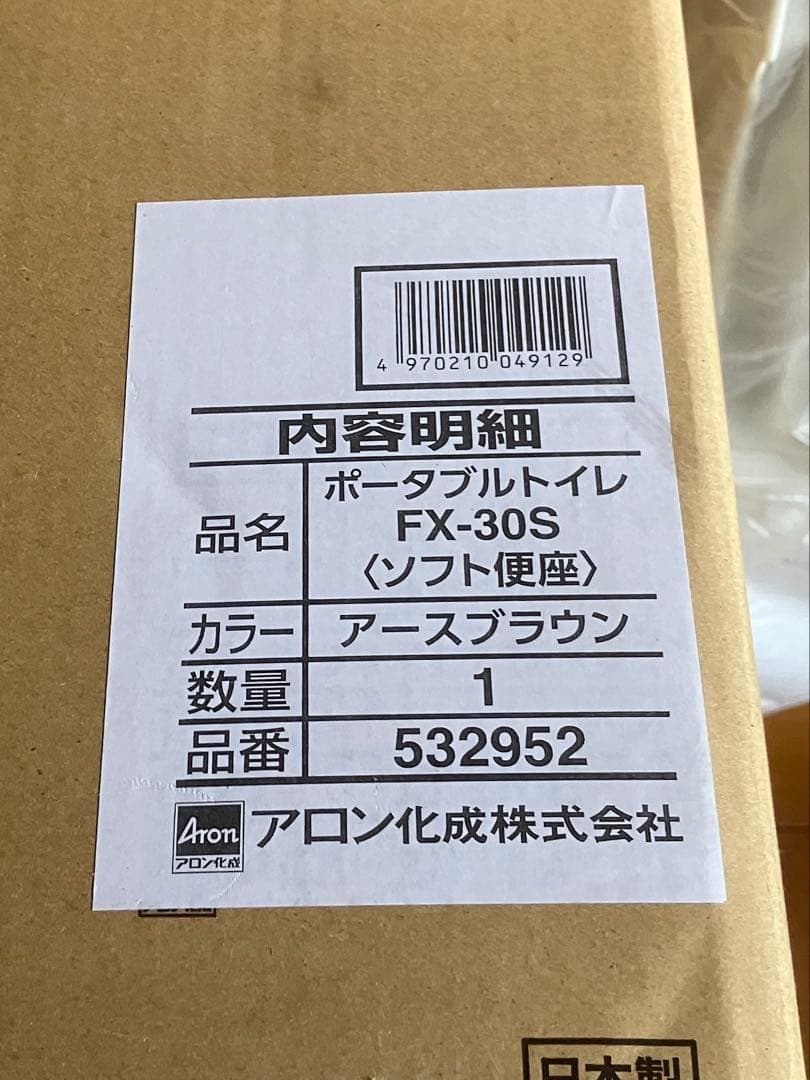 4 970210 049129
内容明細
品名 ポータブルトイレ
FX-30S
〈ソフト便座〉
カラー アースブラウン
数量 1
品番 532952
Aron
アロン化成
アロン化成株式会社
日本製